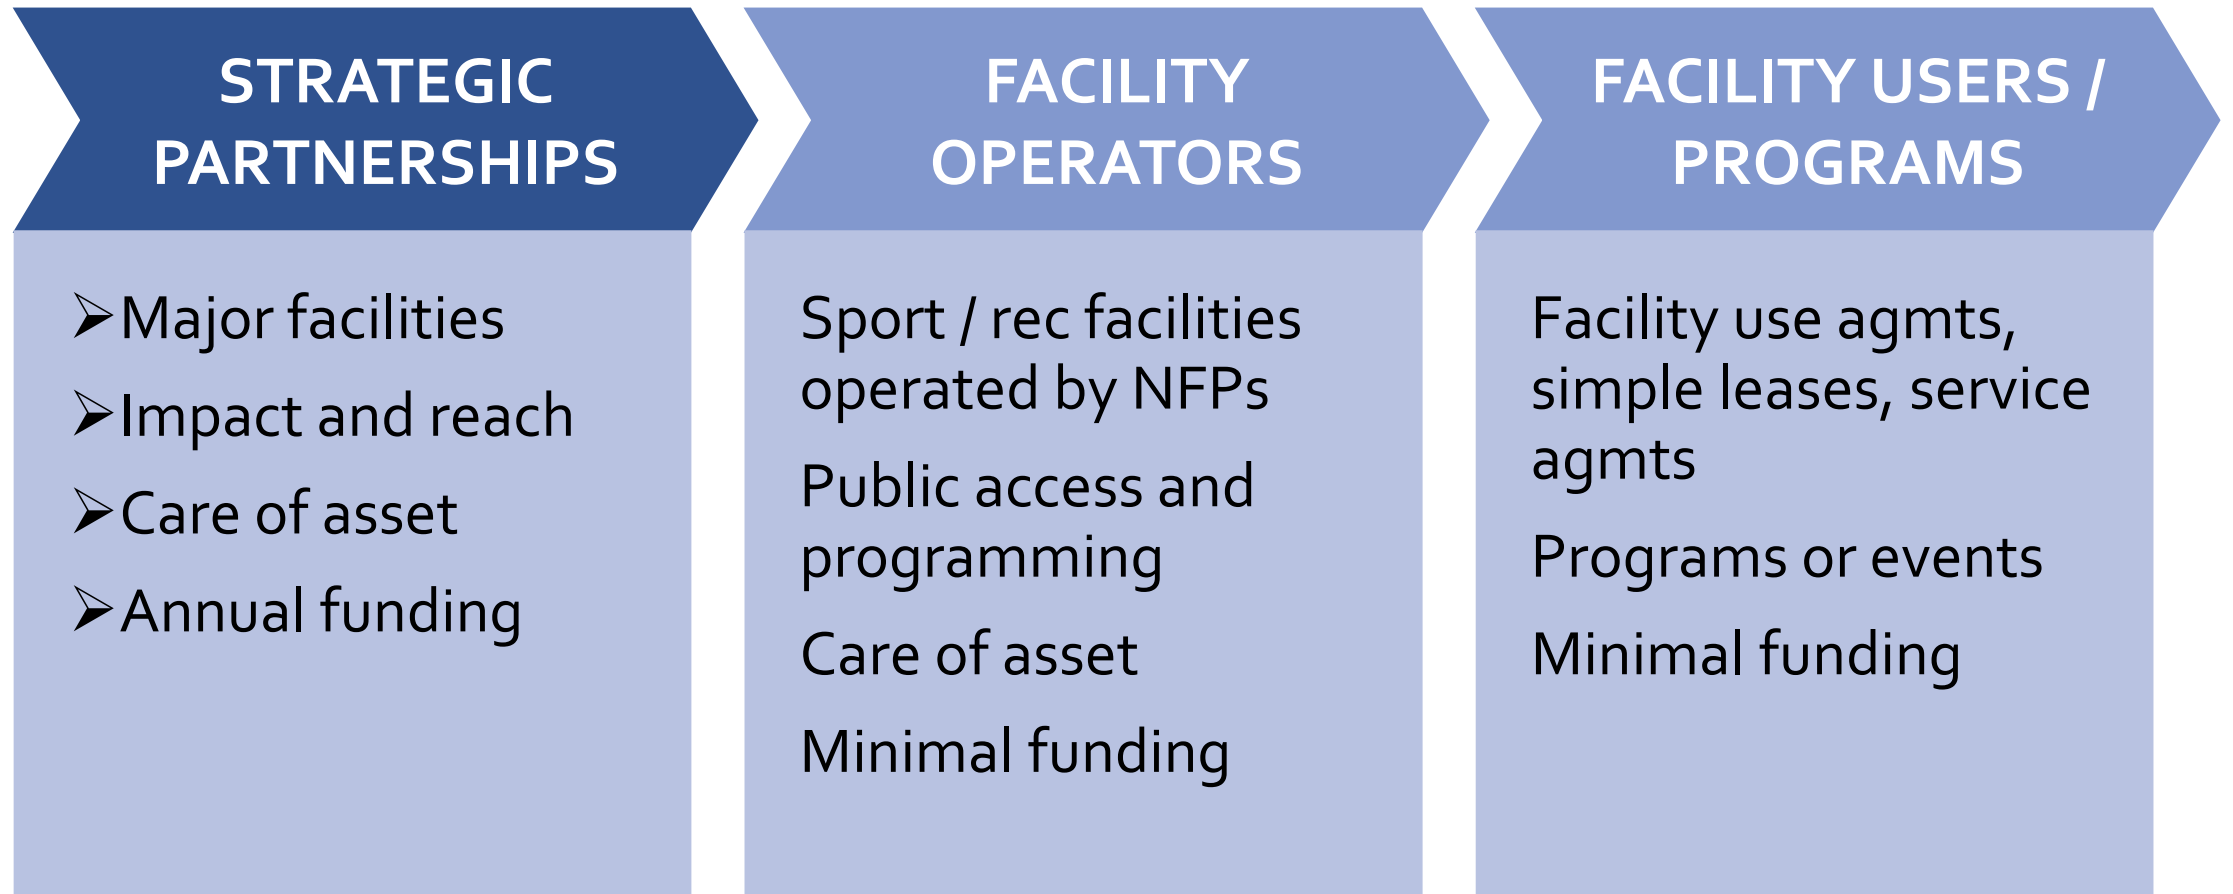 STRATEGIC
PARTNERSHIPS
➢Major facilities
➢Impact and reach
➢Care of asset
➢Annual funding
FACILITY
OPERATORS
Sport / rec facilities
operated by NFPs
Public access and
programming
Care of asset
Minimal funding
FACILITY USERS /
PROGRAMS
Facility use agmts,
simple leases, service
agmts
Programs or events
Minimal funding